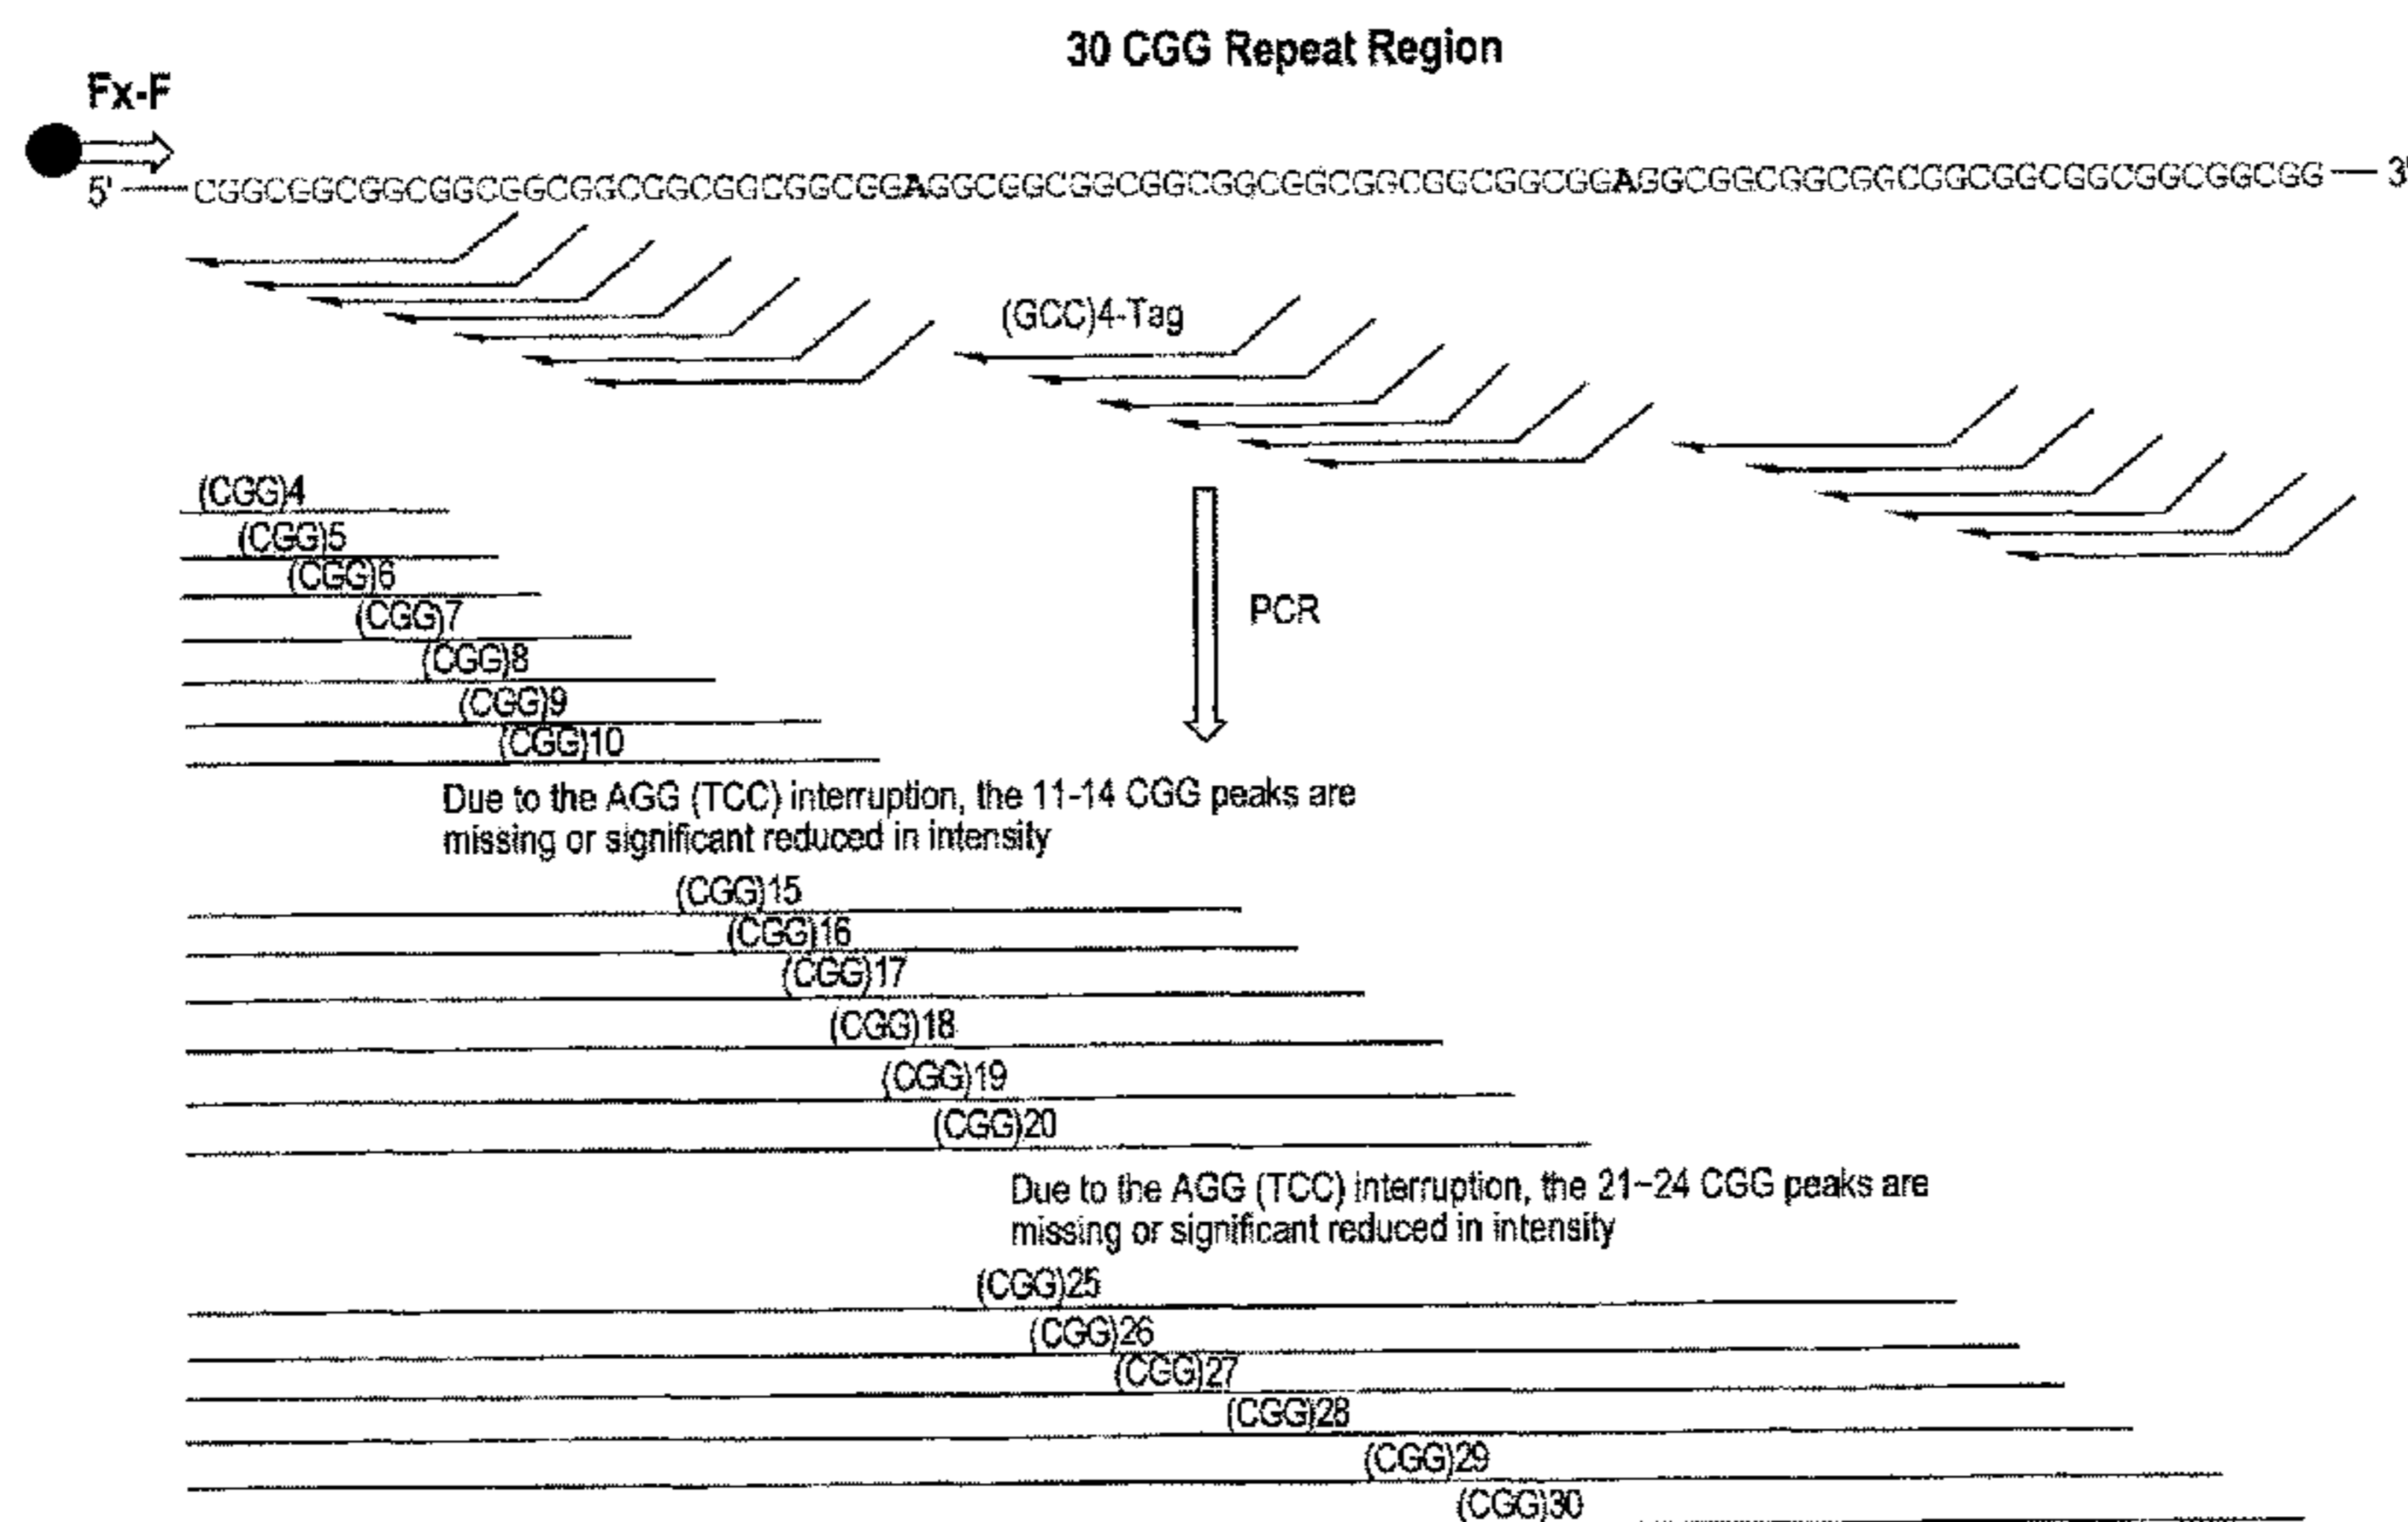 30 CGG Repeat Region
Fx-F
5' CGGCGGCGGCGGCGGCGGCGGCGGCGGCGGAGGCGGCGGCGGCGGCGGCGGCGGCGGCGGAGGCGGCGGCGGCGGCGGCGGCGGCGGCGG 3'
(GCC)4-Tag
(CGG)4
(CGG)5
(CGG)6
(CGG)7
(CGG)8
(CGG)9
(CGG)10
PCR
Due to the AGG (TCC) interruption, the 11-14 CGG peaks are
missing or significant reduced in intensity
(CGG)15
(CGG)16
(CGG)17
(CGG)18
(CGG)19
(CGG)20
Due to the AGG (TCC) interruption, the 21-24 CGG peaks are
missing or significant reduced in intensity
(CGG)25
(CGG)26
(CGG)27
(CGG)28
(CGG)29
(CGG)30